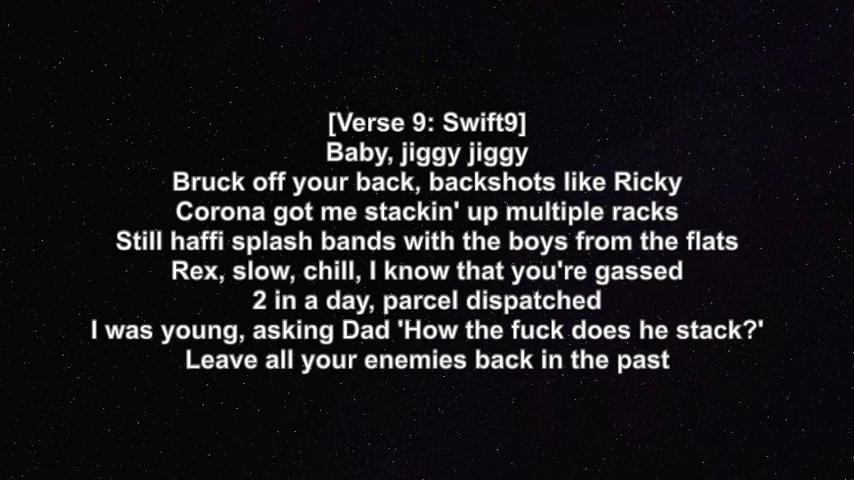 [Verse 9: Swift9]
Baby, jiggy jiggy
Bruck off your back, backshots like Ricky
Corona got me stackin' up multiple racks
Still haffi splash bands with the boys from the flats
Rex, slow, chill, I know that you're gassed
2 in a day, parcel dispatched
I was young, asking Dad 'How the fuck does he stack?'
Leave all your enemies back in the past